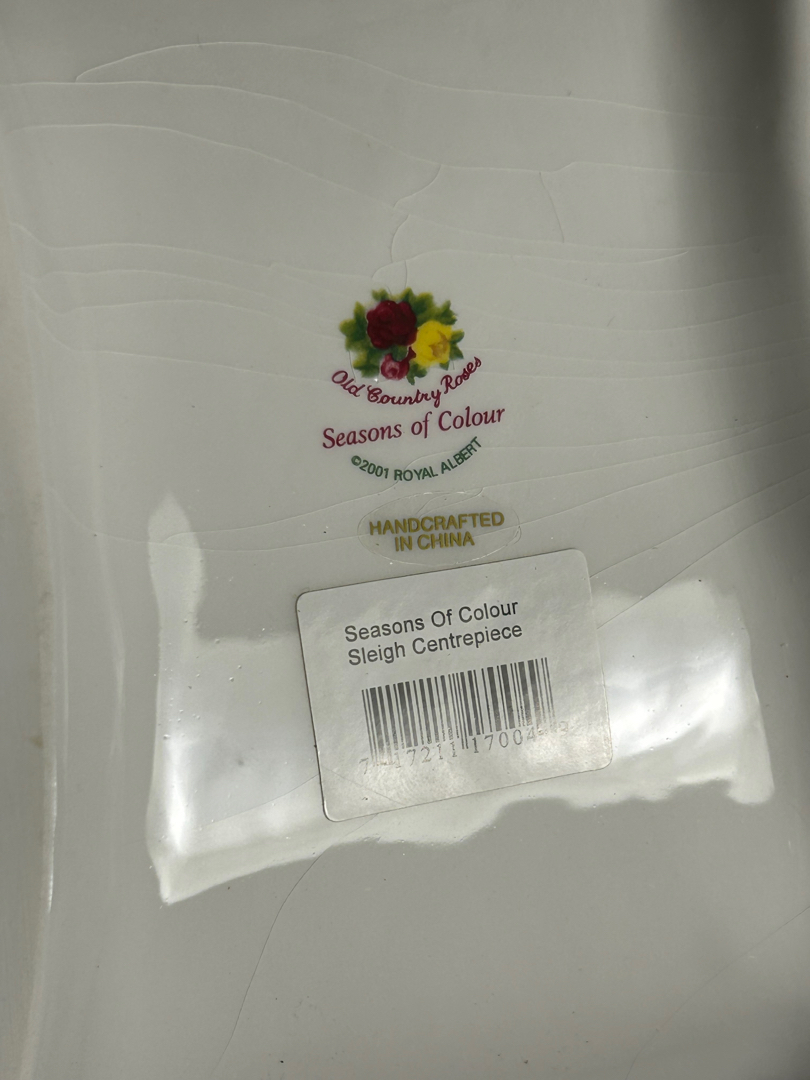 Old Country Roses
Seasons of Colour
©2001 ROYAL ALBERT
HANDCRAFTED
IN CHINA
Seasons Of Colour
Sleigh Centrepiece